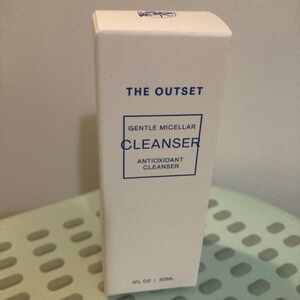 THE OUTSET
GENTLE MICELLAR
CLEANSER
ANTIOXIDANT
CLEANSER
1FL OZ | 30ML